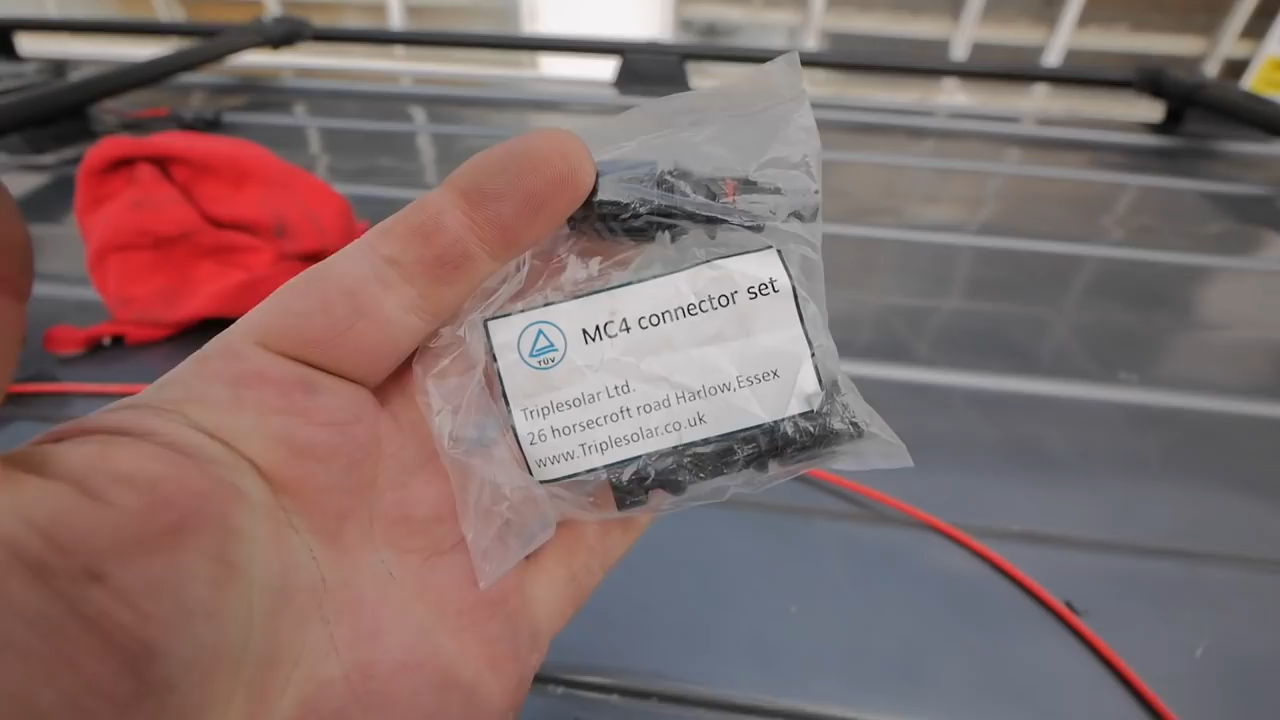 MC4 connector set
TÜV
Triplesolar Ltd.
26 horsecroft road Harlow,Essex
www.Triplesolar.co.uk